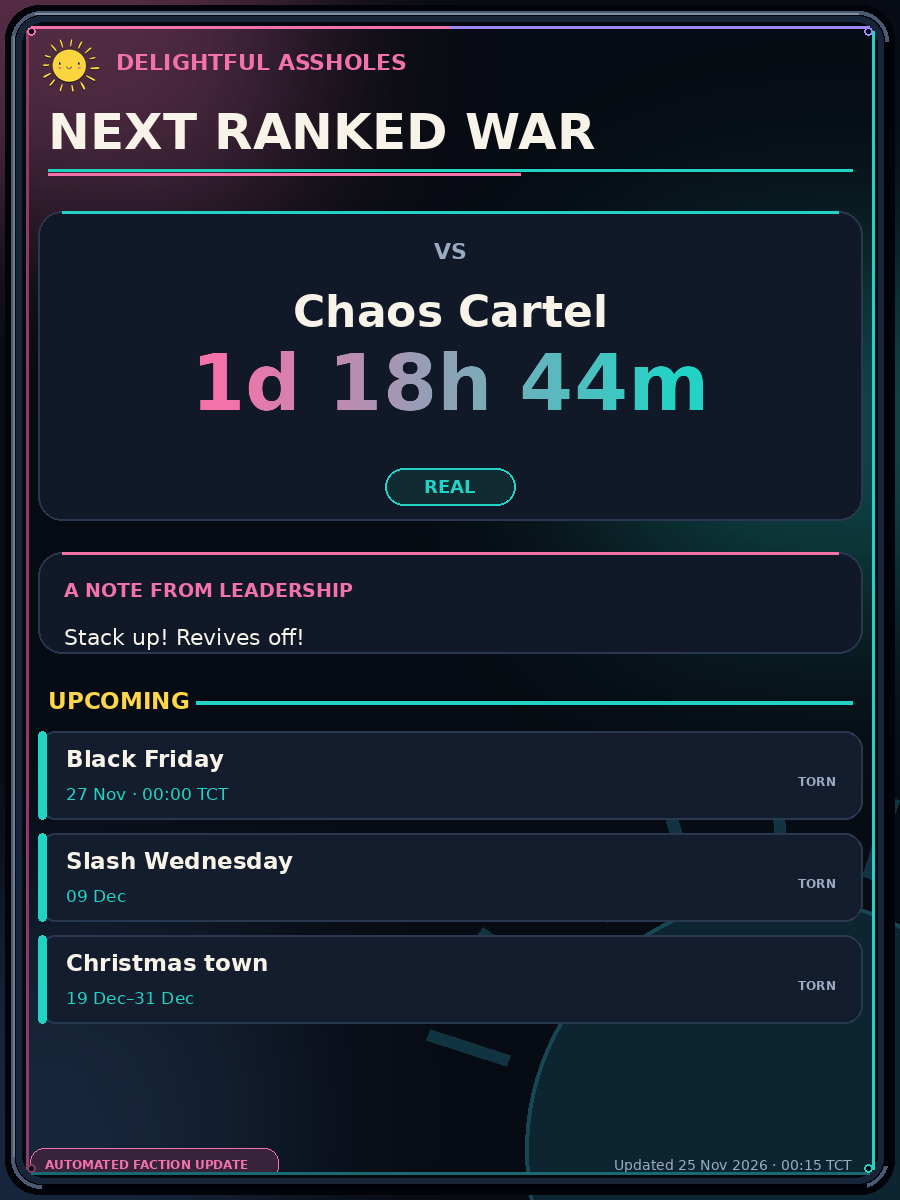 DELIGHTFUL ASSHOLES
NEXT RANKED WAR
VS
Chaos Cartel
1d 18h 44m
REAL
A NOTE FROM LEADERSHIP
Stack up! Revives off!
UPCOMING
Black Friday
27 Nov · 00:00 TCT
TORN
Slash Wednesday
09 Dec
TORN
Christmas town
19 Dec–31 Dec
TORN
AUTOMATED FACTION UPDATE
Updated 25 Nov 2026 · 00:15 TCT